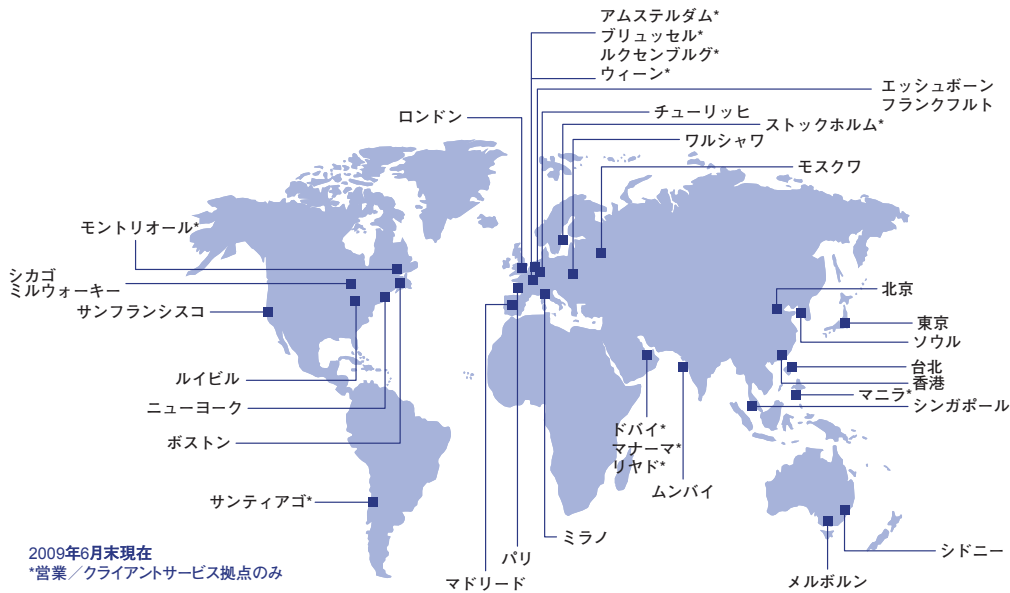 アムステルダム*
ブリュッセル*
ルクセンブルグ*
ウィーン*
エッシュボーン
フランクフルト
チューリッヒ
ロンドン
ストックホルム*
ワルシャワ
モスクワ
モントリオール*
シカゴ
ミルウォーキー
サンフランシスコ
北京
東京
ソウル
台北
香港
マニラ*
シンガポール
ルイビル
ニューヨーク
ボストン
ドバイ*
マナーマ*
リヤド*
ムンバイ
サンティアゴ*
ミラノ
パリ
マドリード
シドニー
メルボルン
2009年6月末現在
*営業／クライアントサービス拠点のみ